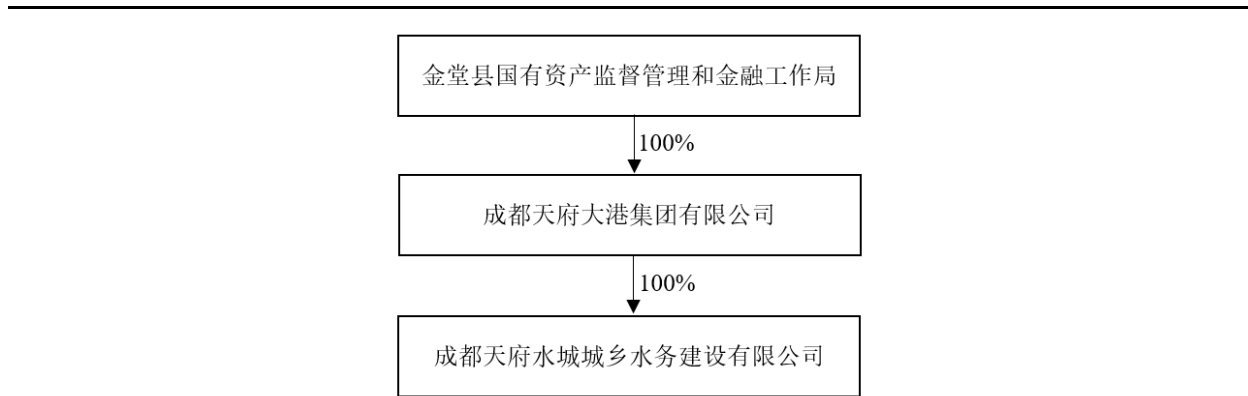 金堂县国有资产监督管理和金融工作局
100%
成都天府大港集团有限公司
100%
成都天府水城城乡水务建设有限公司